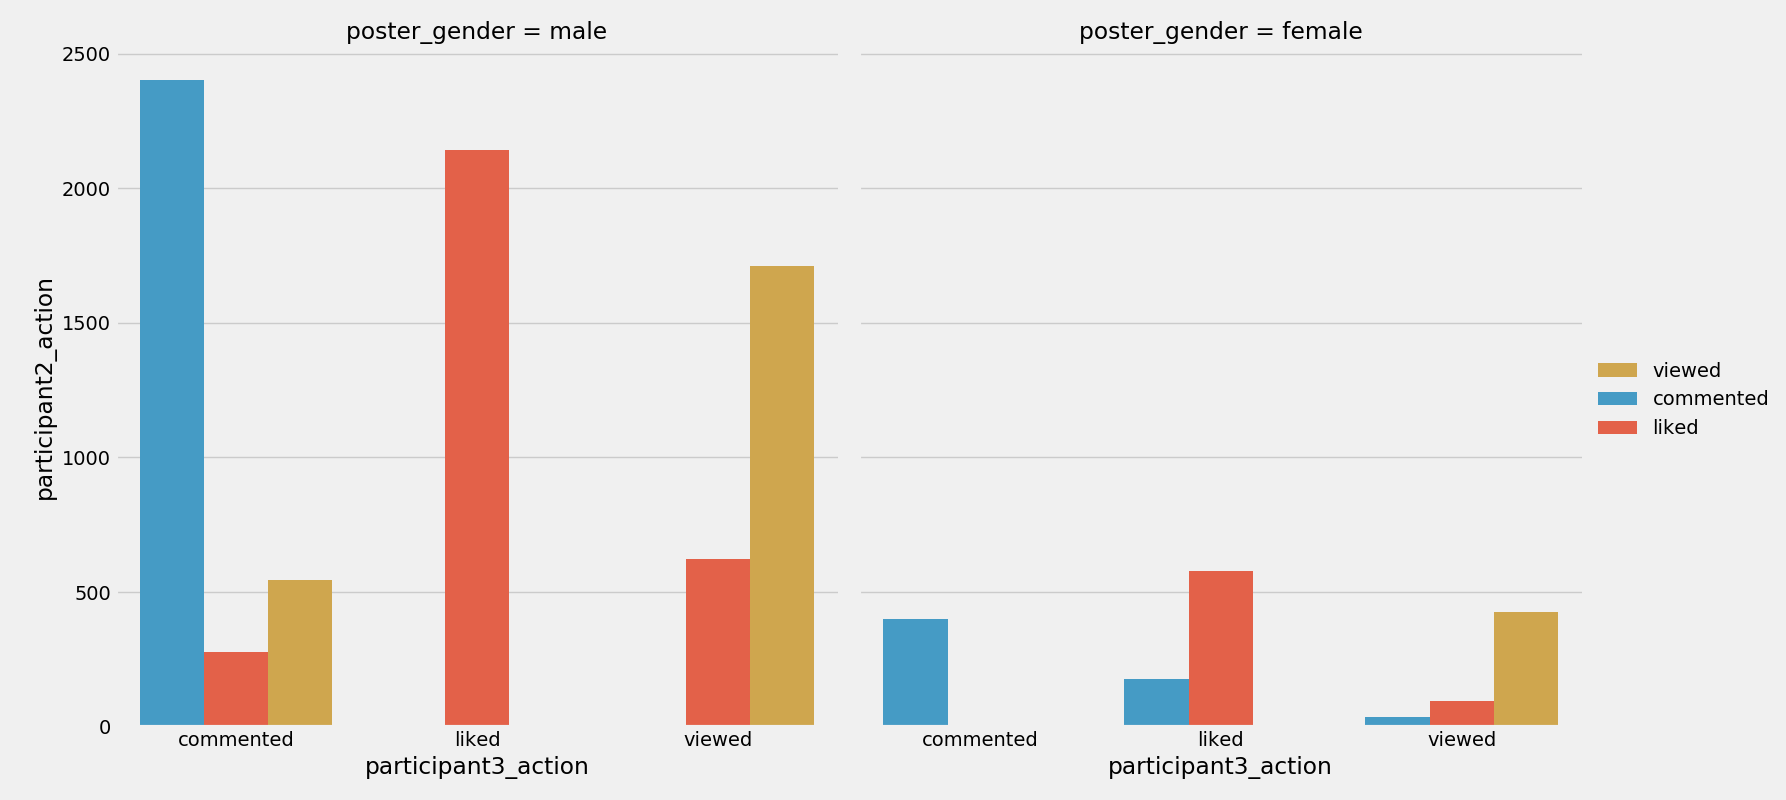 poster_gender = male
poster_gender = female
2500
2000
1500
1000
500
0
participant2_action
commented liked viewed
commented liked viewed
participant3_action
participant3_action
viewed
commented
liked